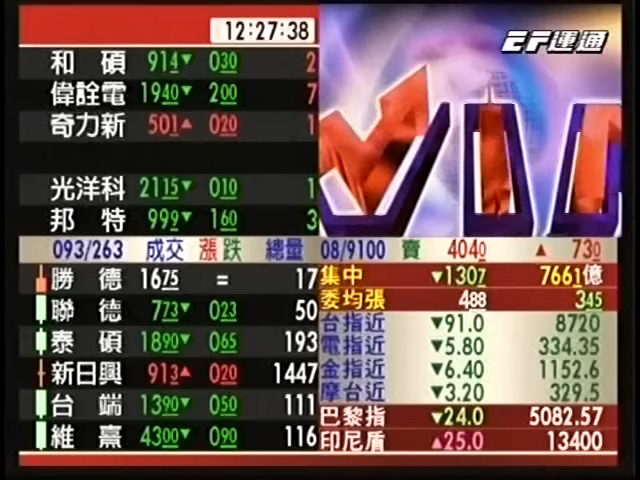 12:27:38
EF運通
和碩 914▼ 030 2
偉詮電 1940▼ 200 7
奇力新 501▲ 020 1
光洋科 2115▼ 010 1
邦特 999▼ 160 3
093/263 成交 漲跌 總量
08/9100 賣 4040 ▲ 730
勝德 1675 = 17
聯德 773▼ 023 50
泰碩 1890▼ 065 193
新日興 913▲ 020 1447
台端 1390▼ 050 111
維熹 4300▼ 090 116
集中 ▼1307 7661億
委均張 488 345
台指近 ▼91.0 8720
電指近 ▼5.80 334.35
金指近 ▼6.40 1152.6
摩台近 ▼3.20 329.5
巴黎指 ▼24.0 5082.57
印尼盾 ▲25.0 13400